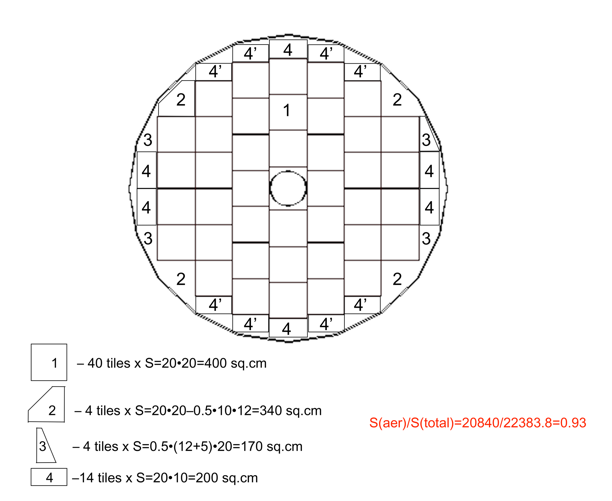 4
4’ 4’
4’ 4’
2 2
1
3 3
4 4
4 4
3 3
2 2
4’ 4’
4’ 4’
4
1 – 40 tiles x S=20•20=400 sq.cm
2 – 4 tiles x S=20•20–0.5•10•12=340 sq.cm
S(aer)/S(total)=20840/22383.8=0.93
3 – 4 tiles x S=0.5•(12+5)•20=170 sq.cm
4 –14 tiles x S=20•10=200 sq.cm